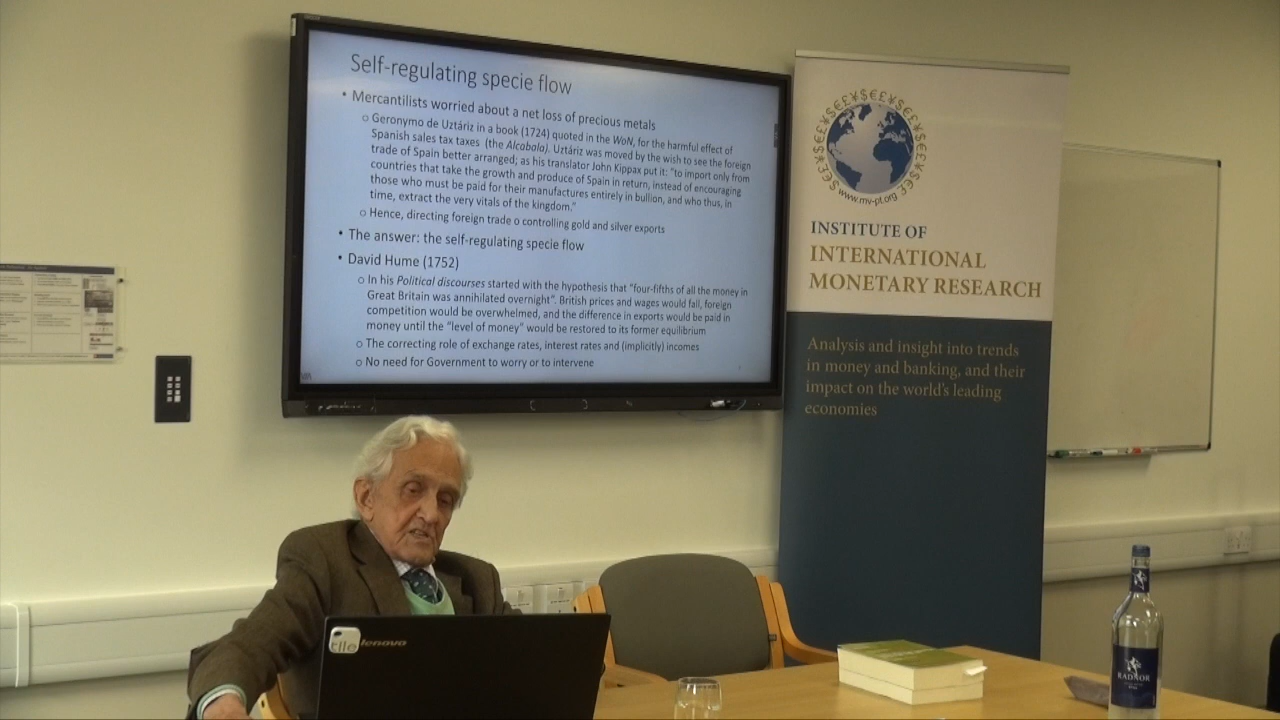 Self-regulating specie flow
• Mercantilists worried about a net loss of precious metals
o Geronymo de Uztáriz in a book (1724) quoted in the WoN, for the harmful effect of
Spanish sales tax taxes (the Alcabala). Uztáriz was moved by the wish to see the foreign
trade of Spain better arranged; as his translator John Kippax put it: "to import only from
countries that take the growth and produce of Spain in return, instead of encouraging
those who must be paid for their manufactures entirely in bullion, and who thus, in
time, extract the very vitals of the kingdom."
o Hence, directing foreign trade o controlling gold and silver exports
• The answer: the self-regulating specie flow
• David Hume (1752)
o In his Political discourses started with the hypothesis that "four-fifths of all the money in
Great Britain was annihilated overnight". British prices and wages would fall, foreign
competition would be overwhelmed, and the difference in exports would be paid in
money until the "level of money" would be restored to its former equilibrium
o The correcting role of exchange rates, interest rates and (implicitly) incomes
o No need for Government to worry or to intervene
$€£¥$€£¥$€£¥$€£¥$€£
www.mv-pt.org
INSTITUTE OF
INTERNATIONAL
MONETARY RESEARCH
Analysis and insight into trends
in money and banking, and their
impact on the world's leading
economies
lenovo
RADNOR